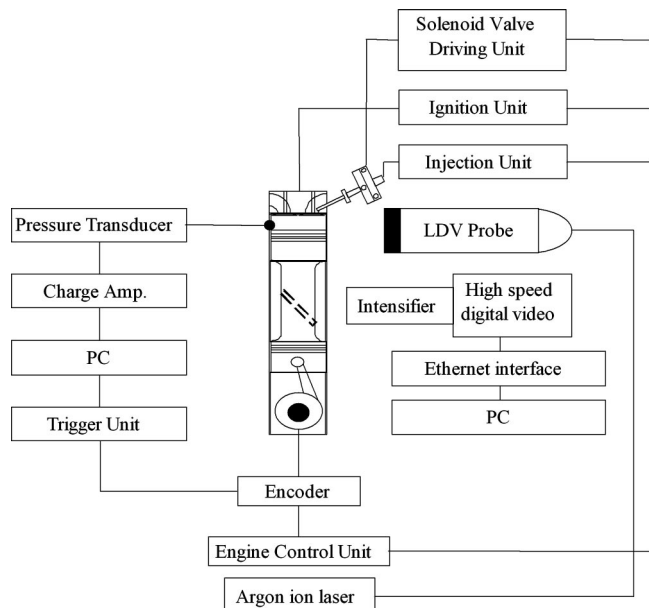 Solenoid Valve
Driving Unit
Ignition Unit
Injection Unit
Pressure Transducer
LDV Probe
Charge Amp.
Intensifier
High speed
digital video
PC
Ethernet interface
Trigger Unit
PC
Encoder
Engine Control Unit
Argon ion laser